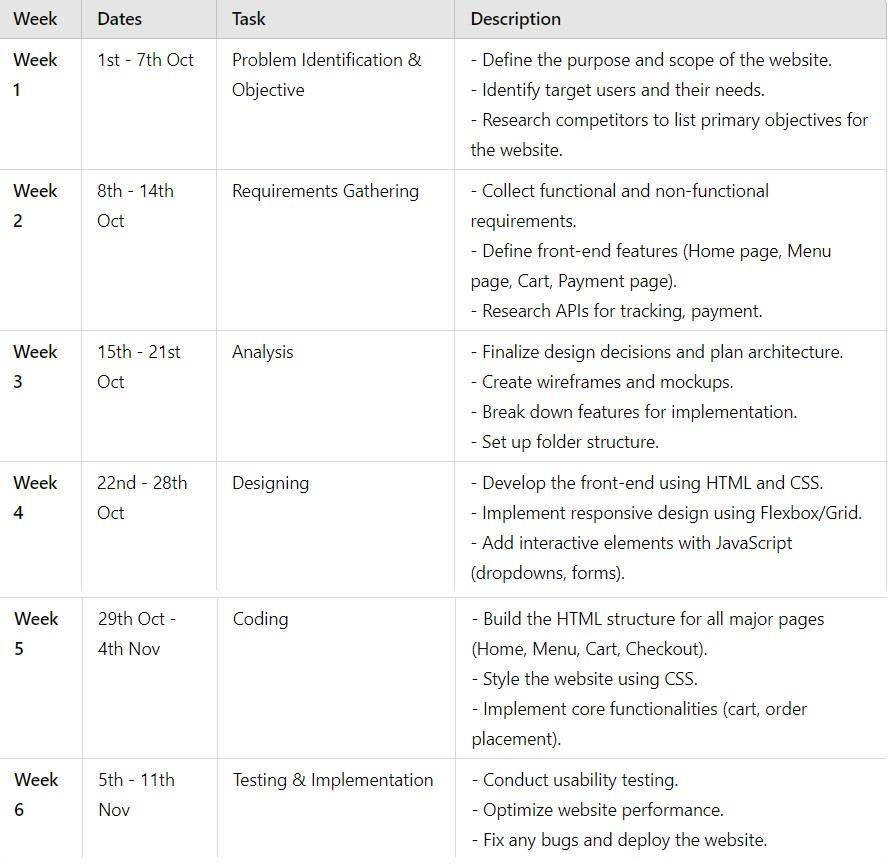 Week Dates Task Description
Week 1st - 7th Oct Problem Identification & - Define the purpose and scope of the website.
1 Objective - Identify target users and their needs.
- Research competitors to list primary objectives for
the website.
Week 8th - 14th Requirements Gathering - Collect functional and non-functional
2 Oct requirements.
- Define front-end features (Home page, Menu
page, Cart, Payment page).
- Research APIs for tracking, payment.
Week 15th - 21st Analysis - Finalize design decisions and plan architecture.
3 Oct - Create wireframes and mockups.
- Break down features for implementation.
- Set up folder structure.
Week 22nd - 28th Designing - Develop the front-end using HTML and CSS.
4 Oct - Implement responsive design using Flexbox/Grid.
- Add interactive elements with JavaScript
(dropdowns, forms).
Week 29th Oct - Coding - Build the HTML structure for all major pages
5 4th Nov (Home, Menu, Cart, Checkout).
- Style the website using CSS.
- Implement core functionalities (cart, order
placement).
Week 5th - 11th Testing & Implementation - Conduct usability testing.
6 Nov - Optimize website performance.
- Fix any bugs and deploy the website.